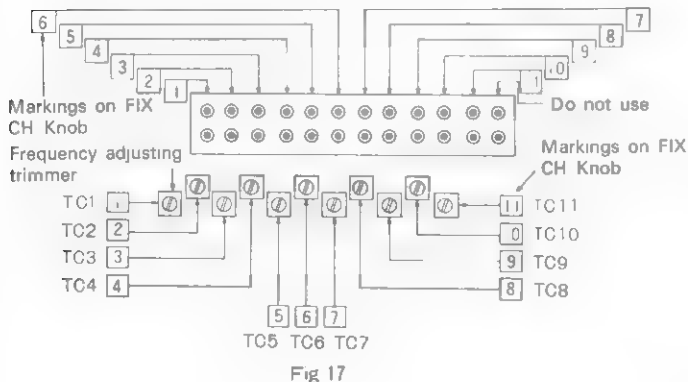 6 7
5 8
4 9
3 .0
2 1
1
Markings on FIX
CH Knob
Do not use
Frequency adjusting
trimmer
Markings on FIX
CH Knob
TC1 11 TC11
TC2 2 0 TC10
TC3 3 9 TC9
TC4 4 8 TC8
5 6 7
TC5 TC6 TC7
Fig 17